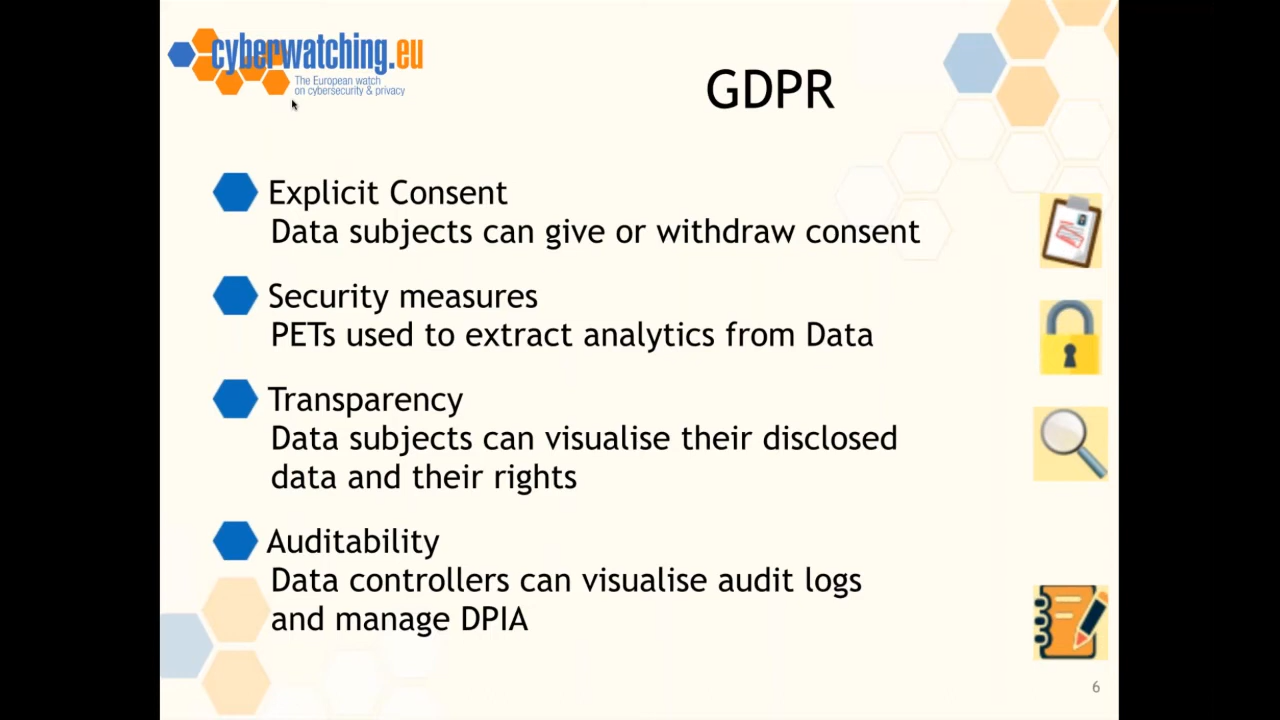 cyberwatching.eu
The European watch
on cybersecurity & privacy
GDPR
Explicit Consent
Data subjects can give or withdraw consent
Security measures
PETs used to extract analytics from Data
Transparency
Data subjects can visualise their disclosed
data and their rights
Auditability
Data controllers can visualise audit logs
and manage DPIA
6